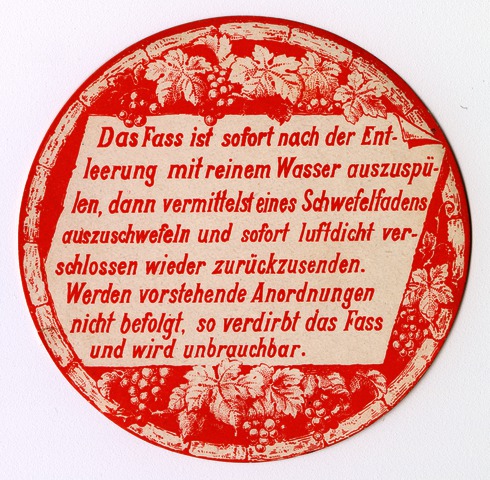 Das Fass ist sofort nach der Ent-
leerung mit reinem Wasser auszuspü-
len, dann vermittelst eines Schwefelfadens
auszuschwefeln und sofort luftdicht ver-
schlossen wieder zurückzusenden.
Werden vorstehende Anordnungen
nicht befolgt, so verdirbt das Fass
und wird unbrauchbar.